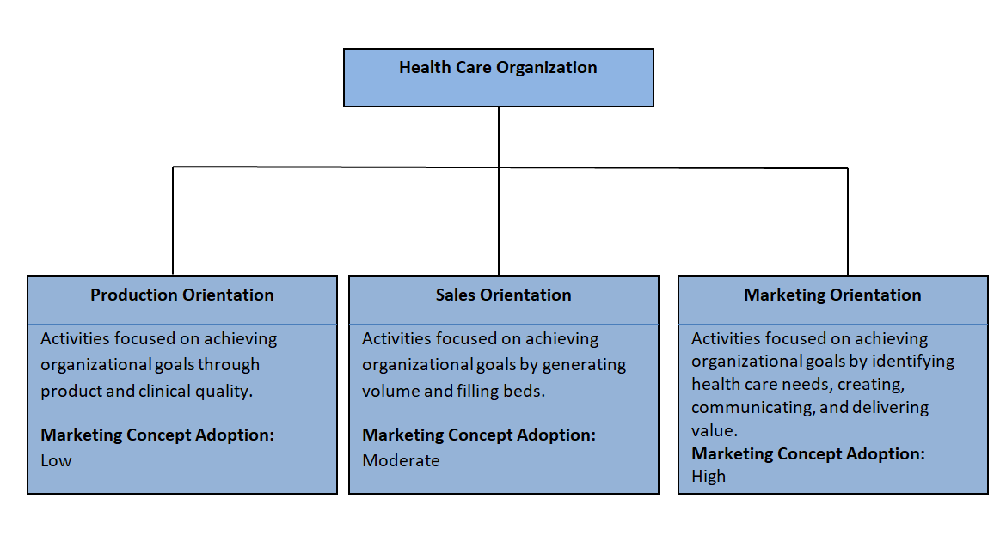 Health Care Organization
Production Orientation
Activities focused on achieving
organizational goals through
product and clinical quality.
Marketing Concept Adoption:
Low
Sales Orientation
Activities focused on achieving
organizational goals by generating
volume and filling beds.
Marketing Concept Adoption:
Moderate
Marketing Orientation
Activities focused on achieving
organizational goals by identifying
health care needs, creating,
communicating, and delivering
value.
Marketing Concept Adoption:
High